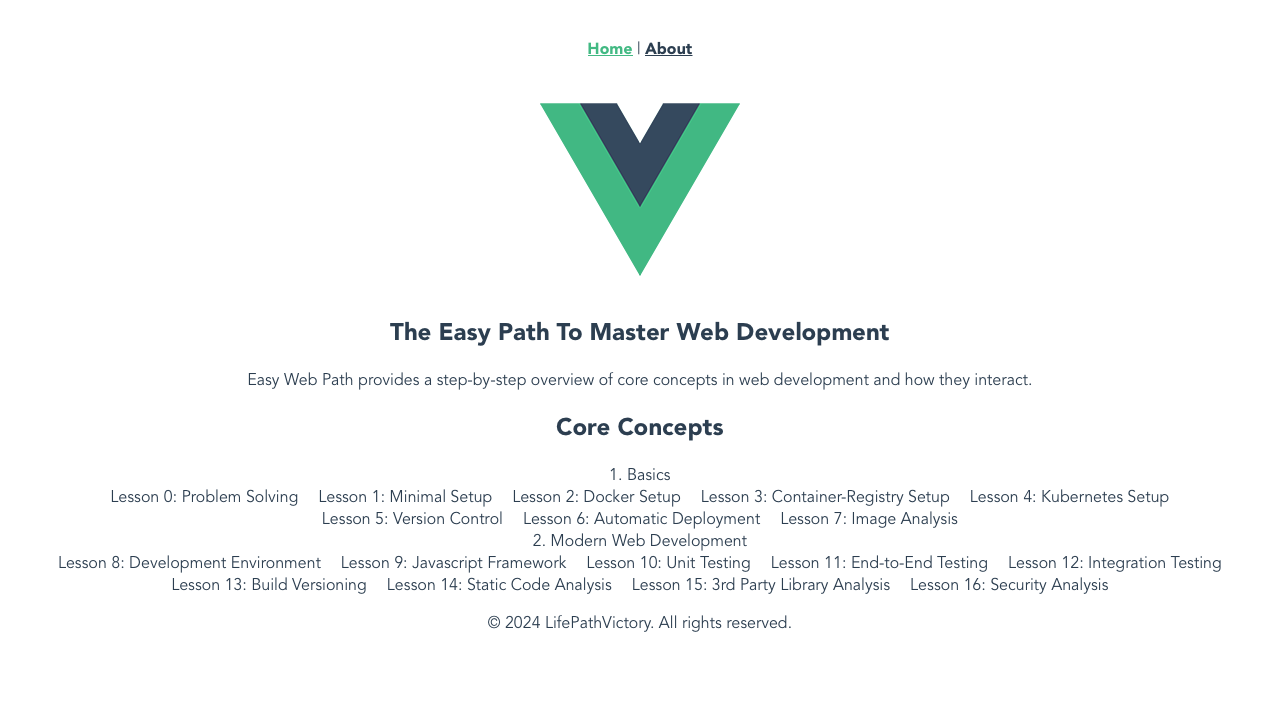 Home | About
The Easy Path To Master Web Development
Easy Web Path provides a step-by-step overview of core concepts in web development and how they interact.
Core Concepts
1. Basics
Lesson 0: Problem Solving Lesson 1: Minimal Setup Lesson 2: Docker Setup Lesson 3: Container-Registry Setup Lesson 4: Kubernetes Setup
Lesson 5: Version Control Lesson 6: Automatic Deployment Lesson 7: Image Analysis
2. Modern Web Development
Lesson 8: Development Environment Lesson 9: Javascript Framework Lesson 10: Unit Testing Lesson 11: End-to-End Testing Lesson 12: Integration Testing
Lesson 13: Build Versioning Lesson 14: Static Code Analysis Lesson 15: 3rd Party Library Analysis Lesson 16: Security Analysis
© 2024 LifePathVictory. All rights reserved.